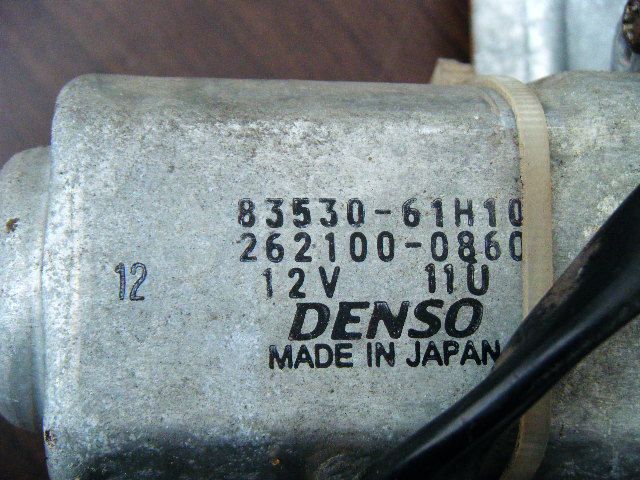 83530-61H10
262100-0860
12 12V 11U
DENSO
MADE IN JAPAN